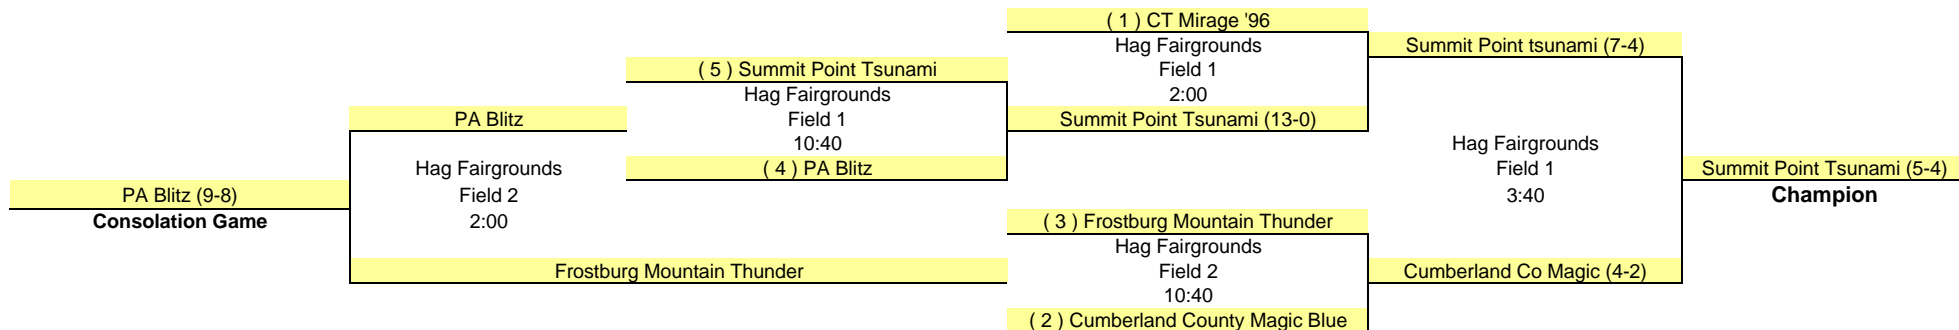 ( 1 ) CT Mirage '96
Hag Fairgrounds
Summit Point tsunami (7-4)
( 5 ) Summit Point Tsunami
Field 1
Hag Fairgrounds
2:00
PA Blitz
Field 1
Summit Point Tsunami (13-0)
10:40
Hag Fairgrounds
Hag Fairgrounds
( 4 ) PA Blitz
Field 1
Summit Point Tsunami (5-4)
PA Blitz (9-8)
Field 2
3:40
Champion
Consolation Game
2:00
( 3 ) Frostburg Mountain Thunder
Hag Fairgrounds
Frostburg Mountain Thunder
Field 2
Cumberland Co Magic (4-2)
10:40
( 2 ) Cumberland County Magic Blue